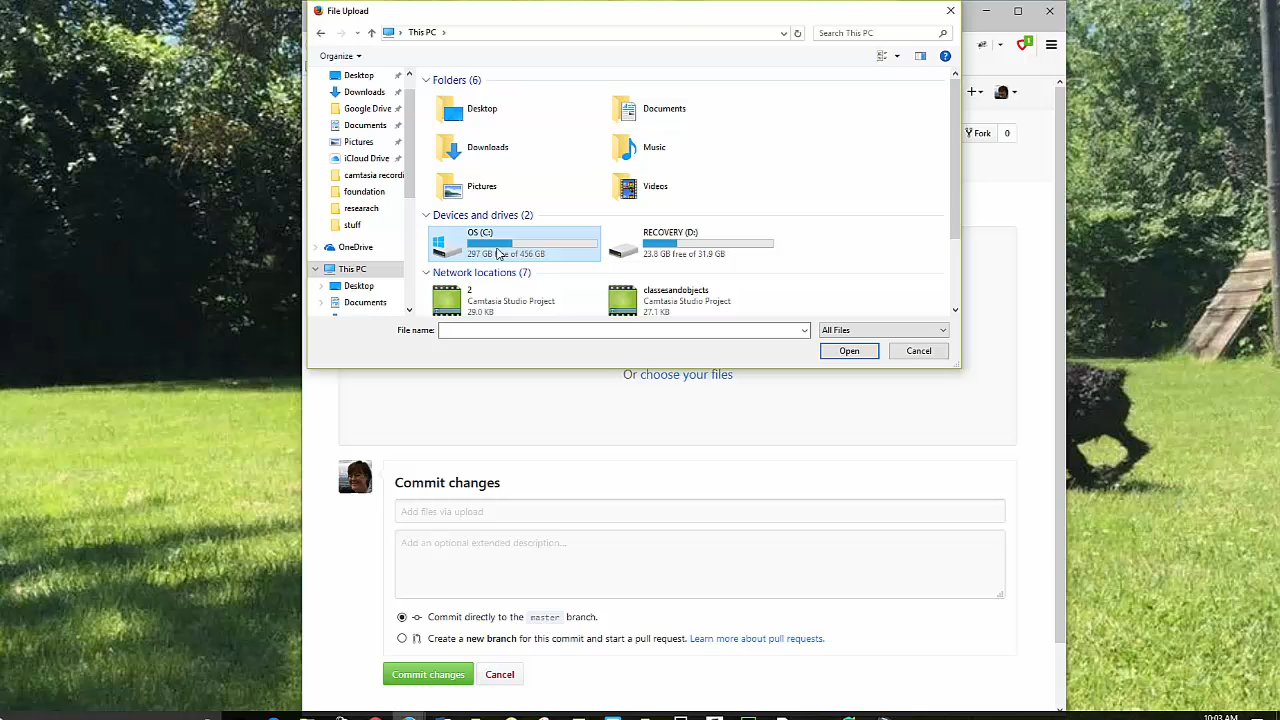 File Upload
This PC
Search This PC
Organize
Desktop
Downloads
Google Drive
Documents
Pictures
iCloud Drive
camtasia recordi
foundation
researach
stuff
OneDrive
This PC
Desktop
Documents
Folders (6)
Desktop
Documents
Downloads
Music
Pictures
Videos
Devices and drives (2)
OS (C:)
297 GB free of 456 GB
RECOVERY (D:)
23.8 GB free of 31.9 GB
Network locations (7)
2
Camtasia Studio Project
29.0 KB
classesandobjects
Camtasia Studio Project
27.1 KB
File name:
All Files
Open
Cancel
1
Fork
0
Or choose your files
Commit changes
Add files via upload
Add an optional extended description...
Commit directly to the master branch.
Create a new branch for this commit and start a pull request. Learn more about pull requests.
Commit changes
Cancel
10:03 AM